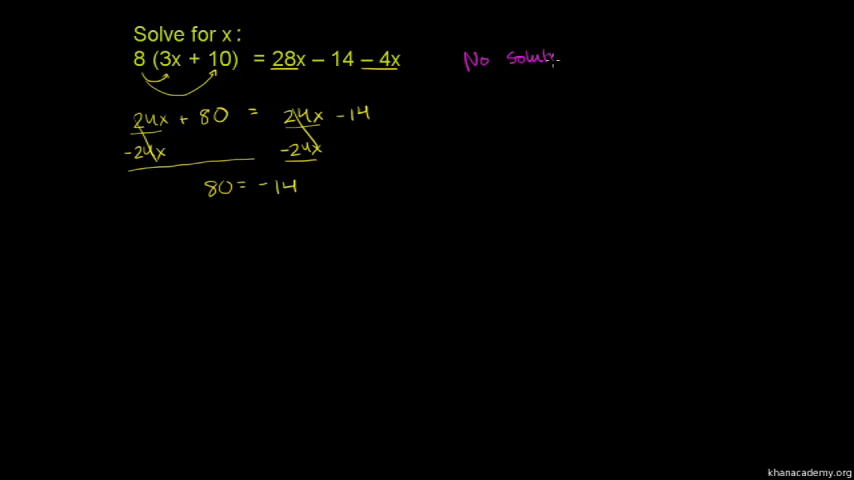 Solve for x:
8 (3x + 10) = 28x – 14 – 4x No
24x + 80 = 24x - 14
-24x -24x
80 = -14
khanacademy.org